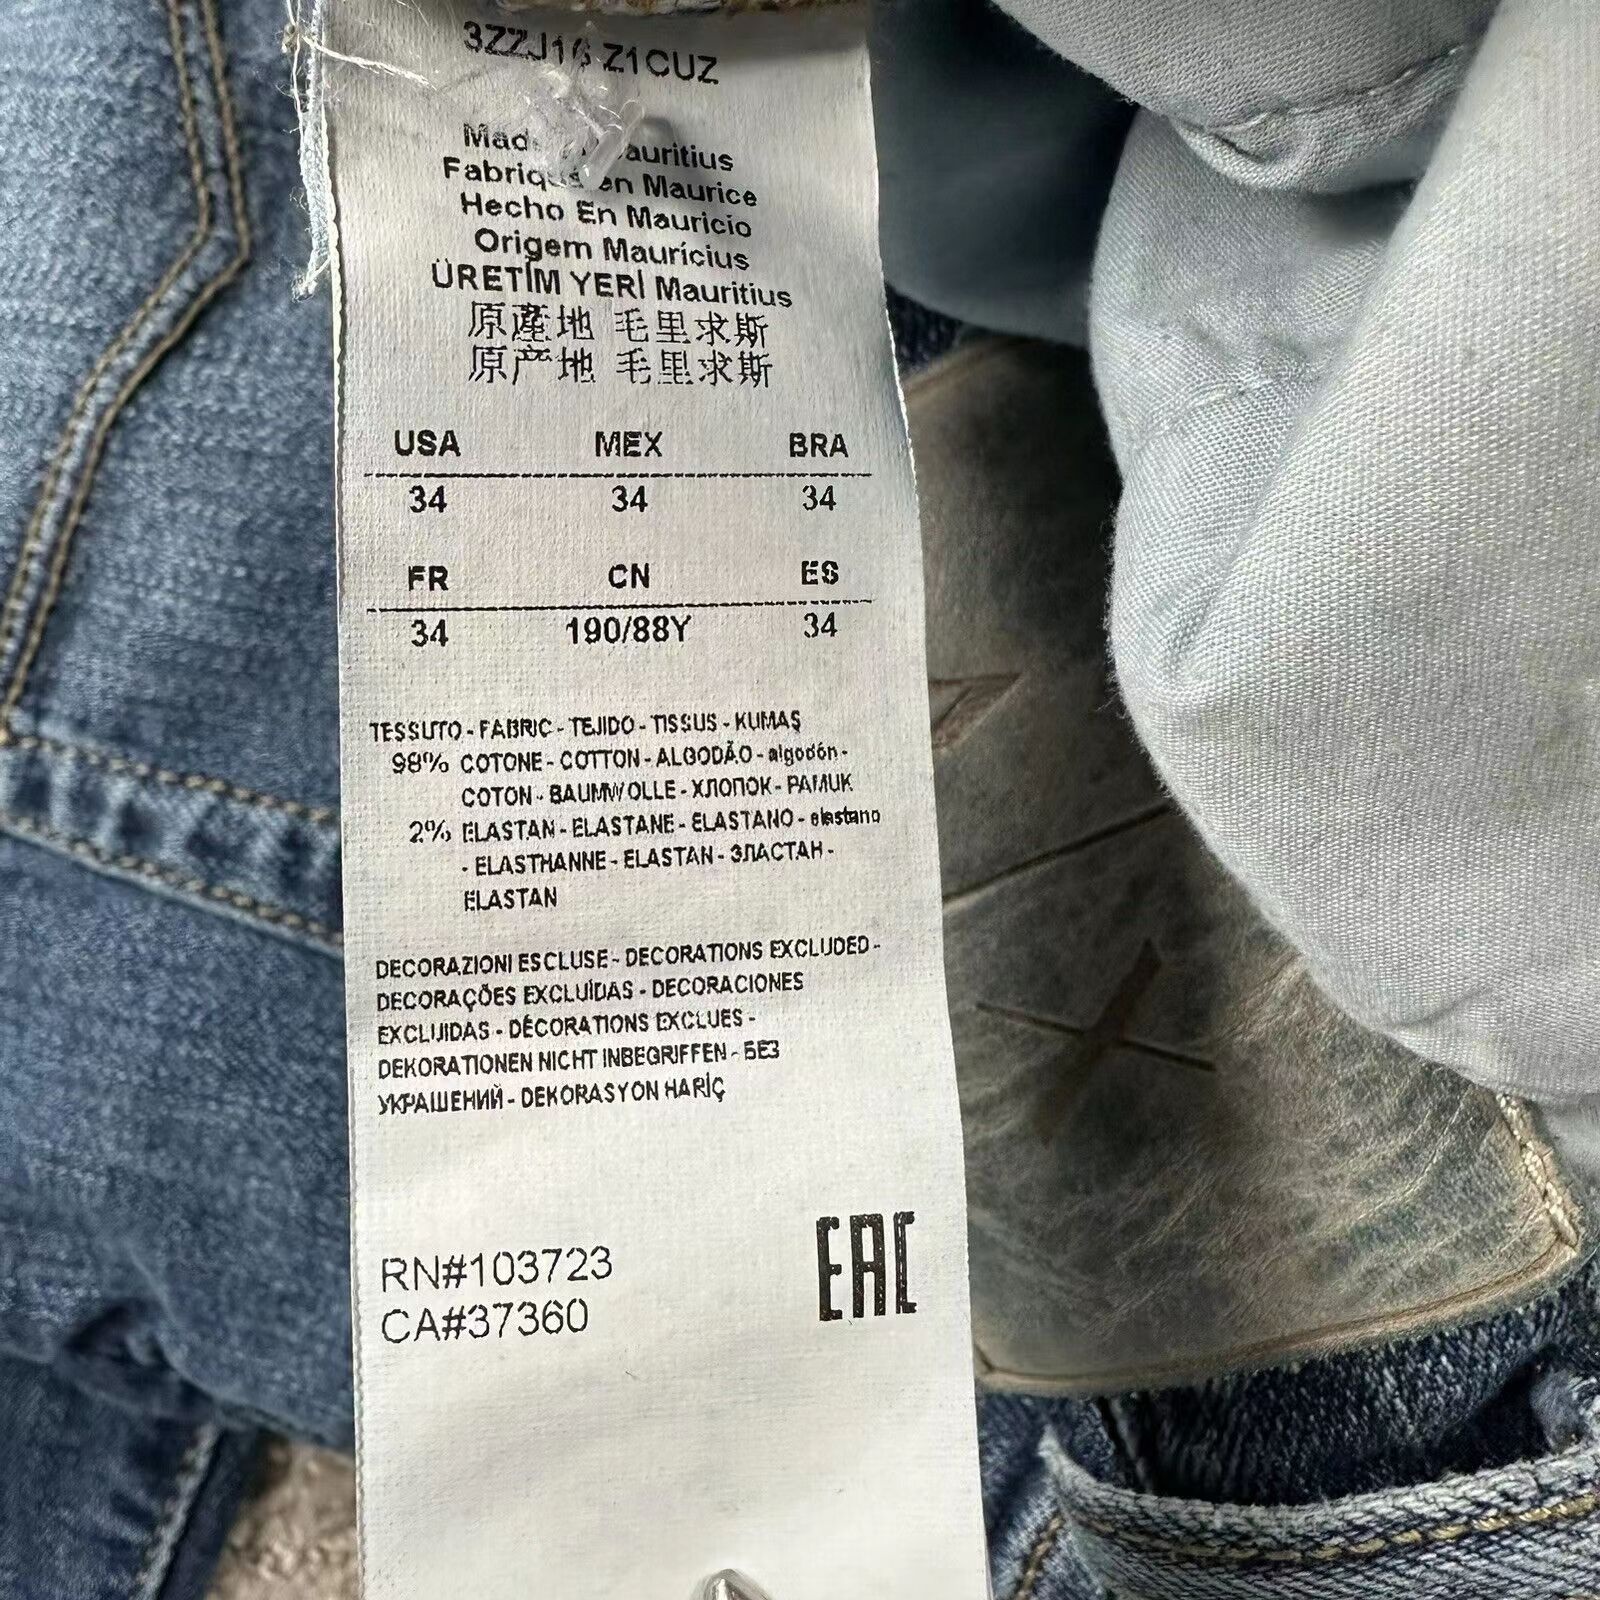 3ZZJ16 Z1CUZ
Made Mauritius
Fabriqué en Maurice
Hecho En Mauricio
Origem Maurícius
ÜRETİM YERİ Mauritius
原產地 毛里求斯
原产地 毛里求斯
USA MEX BRA
34 34 34
FR CN ES
34 190/88Y 34
TESSUTO - FABRIC - TEJIDO - TISSUS - KUMAŞ
98% COTONE - COTTON - ALGODÃO - algodón -
COTON - BAUMWOLLE - ХЛОПОК - PAMUK
2% ELASTAN - ELASTANE - ELASTANO - elastano
- ELASTHANNE - ELASTAN - ЭЛАСТАН -
ELASTAN
DECORAZIONI ESCLUSE - DECORATIONS EXCLUDED -
DECORAÇÕES EXCLUÍDAS - DECORACIONES
EXCLUIDAS - DÉCORATIONS EXCLUES -
DEKORATIONEN NICHT INBEGRIFFEN - БЕЗ
УКРАШЕНИЙ - DEKORASYON HARİÇ
RN#103723
CA#37360
EAC